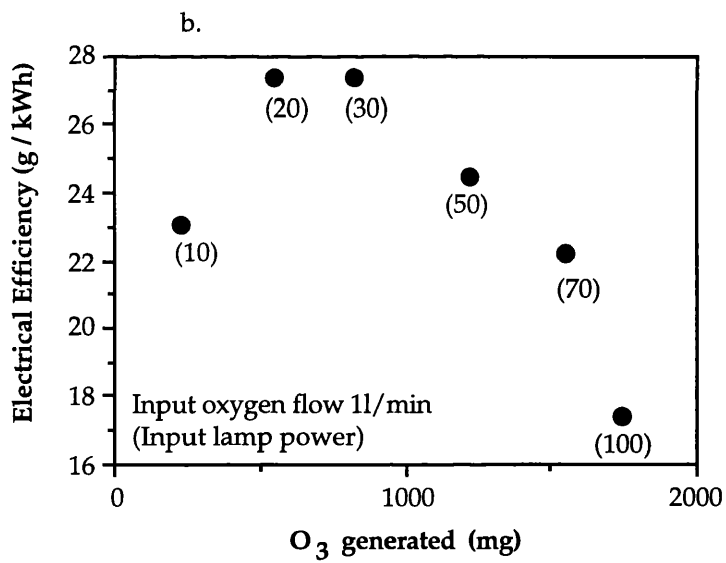 b.
Electrical Efficiency (g / kWh)
28
26
24
22
20
18
16
(20) (30)
(50)
(10)
(70)
(100)
Input oxygen flow 1l/min
(Input lamp power)
0 1000 2000
O3 generated (mg)